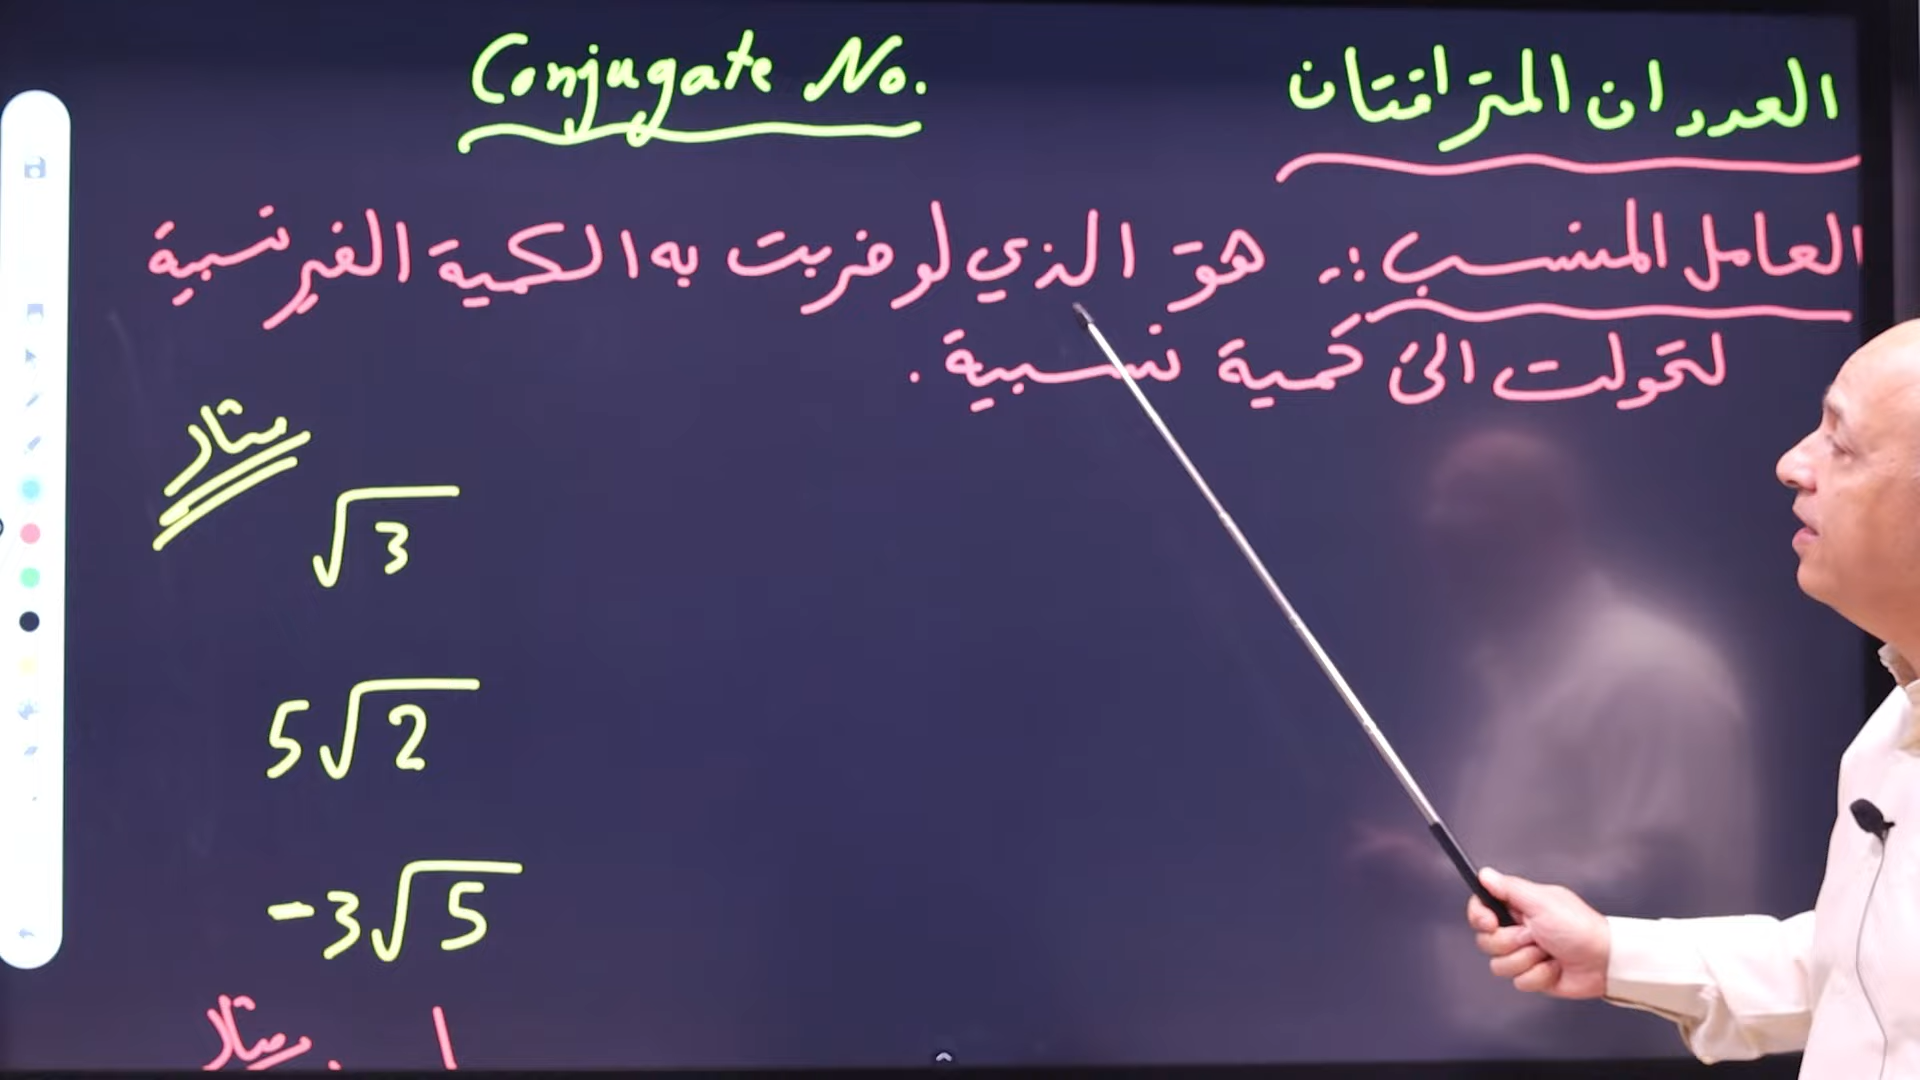 العددان المترافقان
Conjugate No.
العامل المنسب :- هو الذي لو ضربت به الكمية الغير نسبية
لتحولت الى كمية نسبية .
مثال
√3
5√2
-3√5
مثال